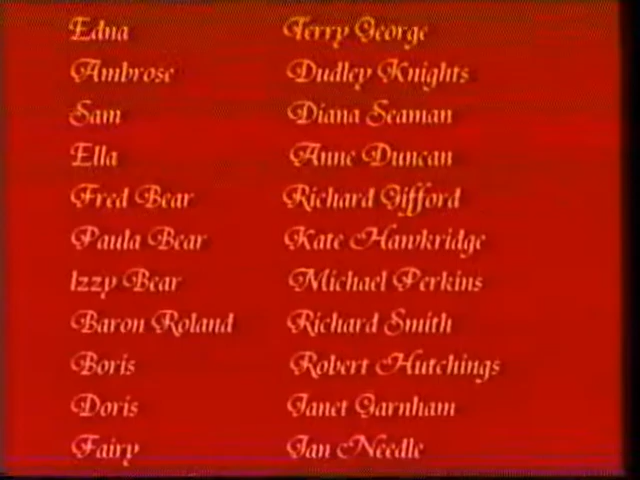 Edna Terry George
Ambrose Dudley Knights
Sam Diana Seaman
Ella Anne Duncan
Fred Bear Richard Gifford
Paula Bear Kate Hawkridge
Izzy Bear Michael Perkins
Baron Roland Richard Smith
Boris Robert Hutchings
Doris Janet Garnham
Fairy Ian Needle